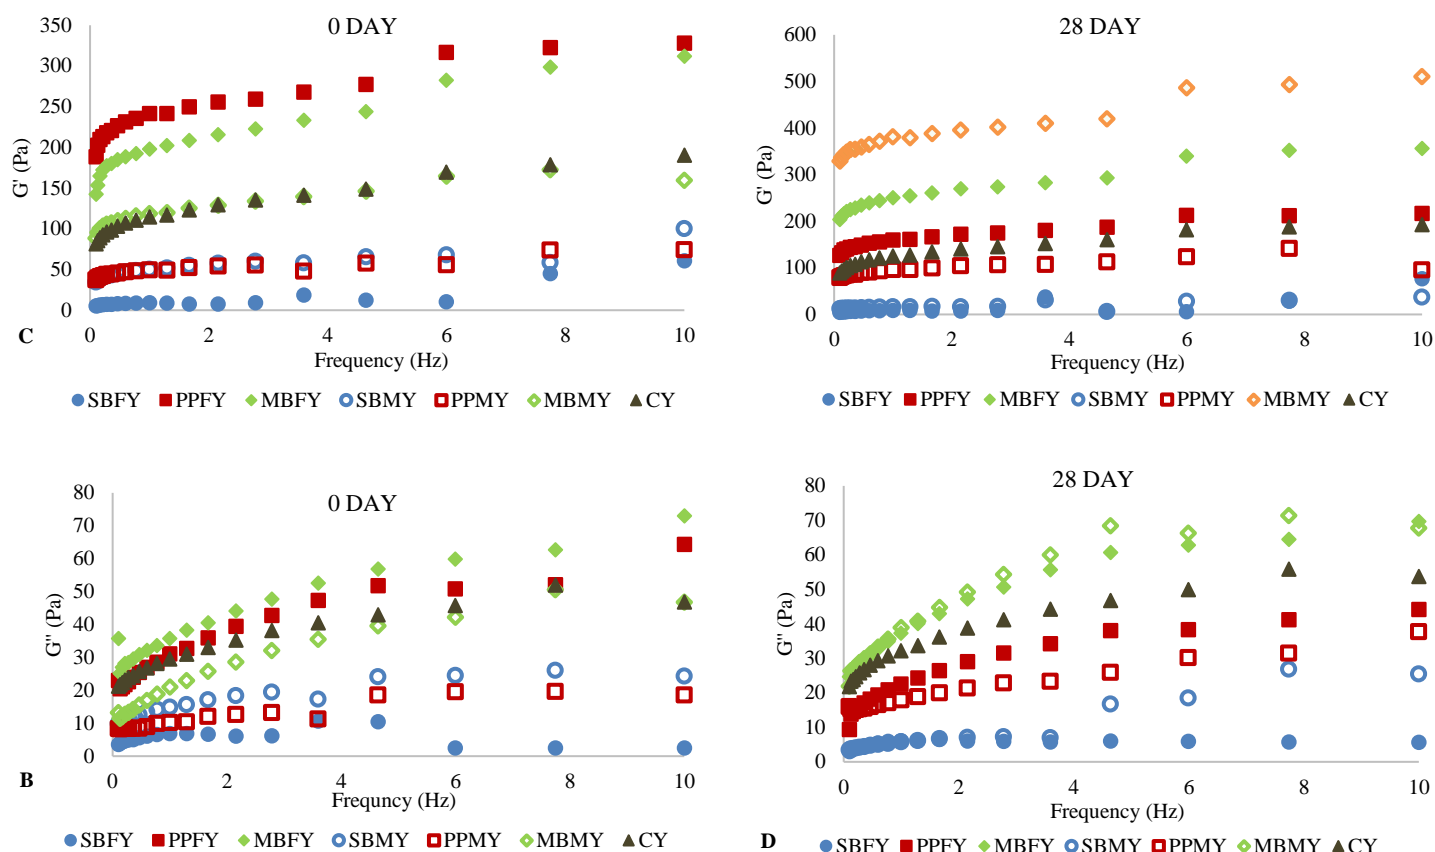 0 DAY
350
300
250
200
150
100
50
0
G' (Pa)
0 2 4 6 8 10
Frequency (Hz)
C
SBFY PPFY MBFY SBMY PPMY MBMY CY
28 DAY
600
500
400
300
200
100
0
G' (Pa)
0 2 4 6 8 10
Frequency (Hz)
SBFY PPFY MBFY SBMY PPMY MBMY CY
0 DAY
80
70
60
50
40
30
20
10
0
G" (Pa)
0 2 4 6 8 10
Frequncy (Hz)
B
SBFY PPFY MBFY SBMY PPMY MBMY CY
28 DAY
80
70
60
50
40
30
20
10
0
G" (Pa)
0 2 4 6 8 10
Frequency (Hz)
D
SBFY PPFY MBFY SBMY PPMY MBMY CY